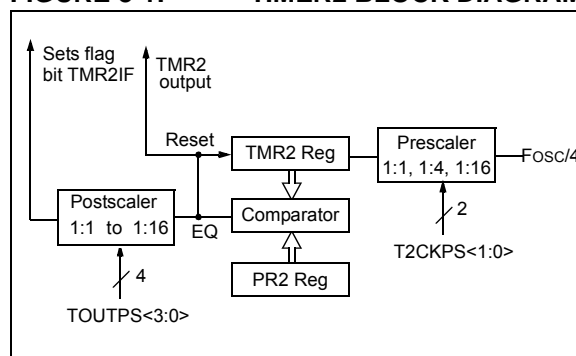 FIGURE 8-1: TIMER2 BLOCK DIAGRAM
Sets flag
bit TMR2IF
TMR2
output
Reset
TMR2 Reg
Prescaler
1:1, 1:4, 1:16
FOSC/4
Postscaler
1:1 to 1:16
EQ
Comparator
2
T2CKPS<1:0>
4
PR2 Reg
TOUTPS<3:0>